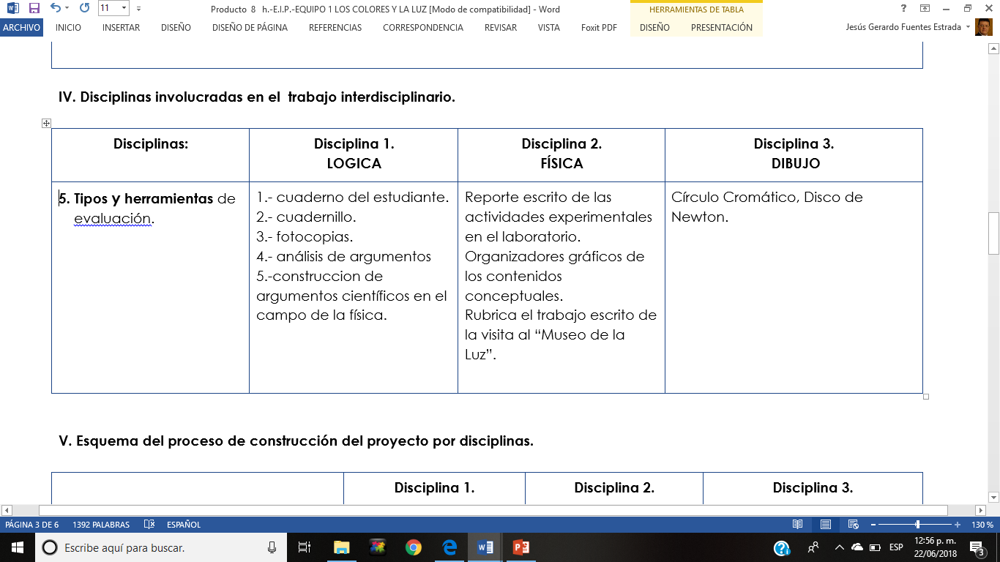 Producto 8 h.-E.I.P.-EQUIPO 1 LOS COLORES Y LA LUZ [Modo de compatibilidad] - Word
HERRAMIENTAS DE TABLA
11
?
ARCHIVO INICIO INSERTAR DISEÑO DISEÑO DE PÁGINA REFERENCIAS CORRESPONDENCIA REVISAR VISTA Foxit PDF DISEÑO PRESENTACIÓN Jesús Gerardo Fuentes Estrada
IV. Disciplinas involucradas en el trabajo interdisciplinario.
Disciplinas:
Disciplina 1.
LOGICA
Disciplina 2.
FÍSICA
Disciplina 3.
DIBUJO
5. Tipos y herramientas de
evaluación.
1.- cuaderno del estudiante.
2.- cuadernillo.
3.- fotocopias.
4.- análisis de argumentos
5.-construccion de
argumentos científicos en el
campo de la física.
Reporte escrito de las
actividades experimentales
en el laboratorio.
Organizadores gráficos de
los contenidos
conceptuales.
Rubrica el trabajo escrito de
la visita al “Museo de la
Luz”.
Círculo Cromático, Disco de
Newton.
V. Esquema del proceso de construcción del proyecto por disciplinas.
Disciplina 1.
Disciplina 2.
Disciplina 3.
PÁGINA 3 DE 6 1392 PALABRAS ESPAÑOL 130 %
Escribe aquí para buscar.
ESP
12:56 p. m.
22/06/2018
3